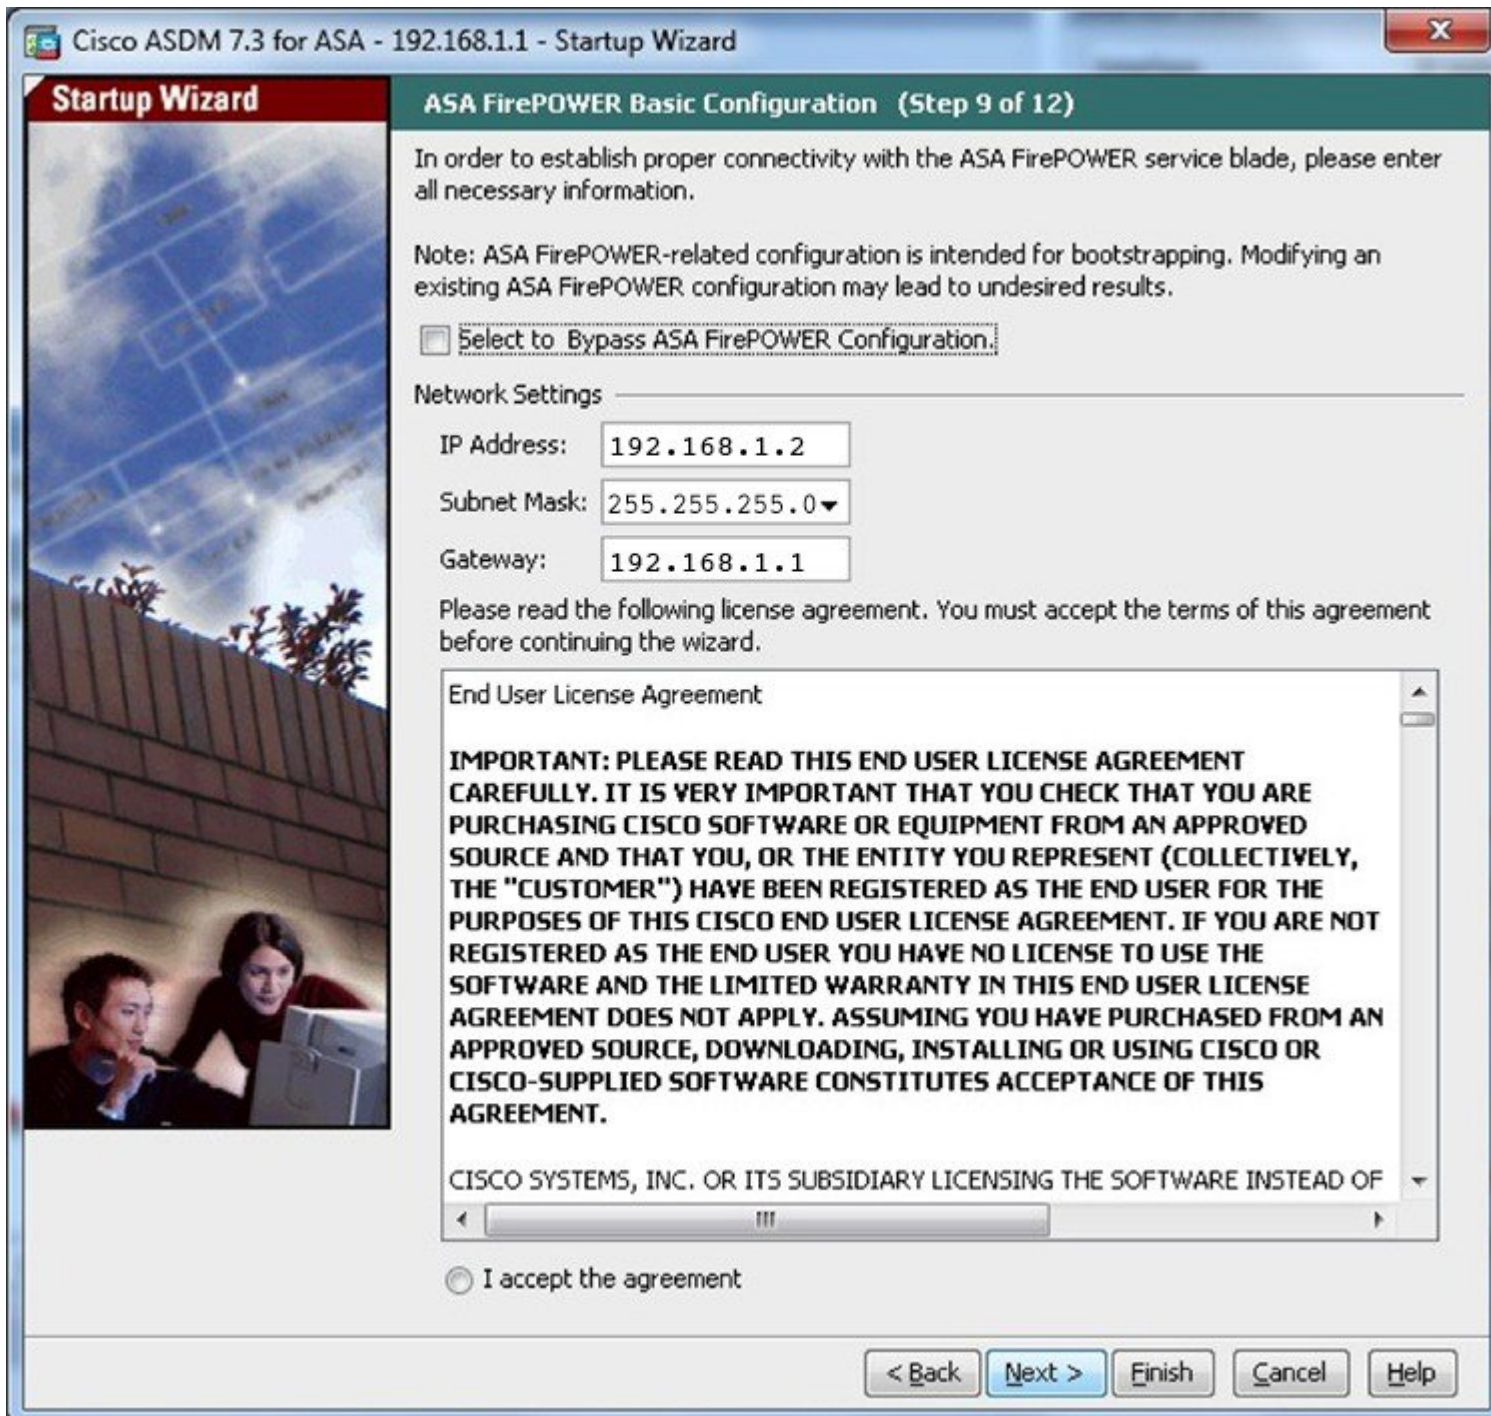 Cisco ASDM 7.3 for ASA - 192.168.1.1 - Startup Wizard
Startup Wizard
ASA FirePOWER Basic Configuration (Step 9 of 12)
In order to establish proper connectivity with the ASA FirePOWER service blade, please enter
all necessary information.
Note: ASA FirePOWER-related configuration is intended for bootstrapping. Modifying an
existing ASA FirePOWER configuration may lead to undesired results.
Select to Bypass ASA FirePOWER Configuration.
Network Settings
IP Address: 192.168.1.2
Subnet Mask: 255.255.255.0
Gateway: 192.168.1.1
Please read the following license agreement. You must accept the terms of this agreement
before continuing the wizard.
End User License Agreement
IMPORTANT: PLEASE READ THIS END USER LICENSE AGREEMENT
CAREFULLY. IT IS VERY IMPORTANT THAT YOU CHECK THAT YOU ARE
PURCHASING CISCO SOFTWARE OR EQUIPMENT FROM AN APPROVED
SOURCE AND THAT YOU, OR THE ENTITY YOU REPRESENT (COLLECTIVELY,
THE "CUSTOMER") HAVE BEEN REGISTERED AS THE END USER FOR THE
PURPOSES OF THIS CISCO END USER LICENSE AGREEMENT. IF YOU ARE NOT
REGISTERED AS THE END USER YOU HAVE NO LICENSE TO USE THE
SOFTWARE AND THE LIMITED WARRANTY IN THIS END USER LICENSE
AGREEMENT DOES NOT APPLY. ASSUMING YOU HAVE PURCHASED FROM AN
APPROVED SOURCE, DOWNLOADING, INSTALLING OR USING CISCO OR
CISCO-SUPPLIED SOFTWARE CONSTITUTES ACCEPTANCE OF THIS
AGREEMENT.
CISCO SYSTEMS, INC. OR ITS SUBSIDIARY LICENSING THE SOFTWARE INSTEAD OF
I accept the agreement
< Back Next > Finish Cancel Help